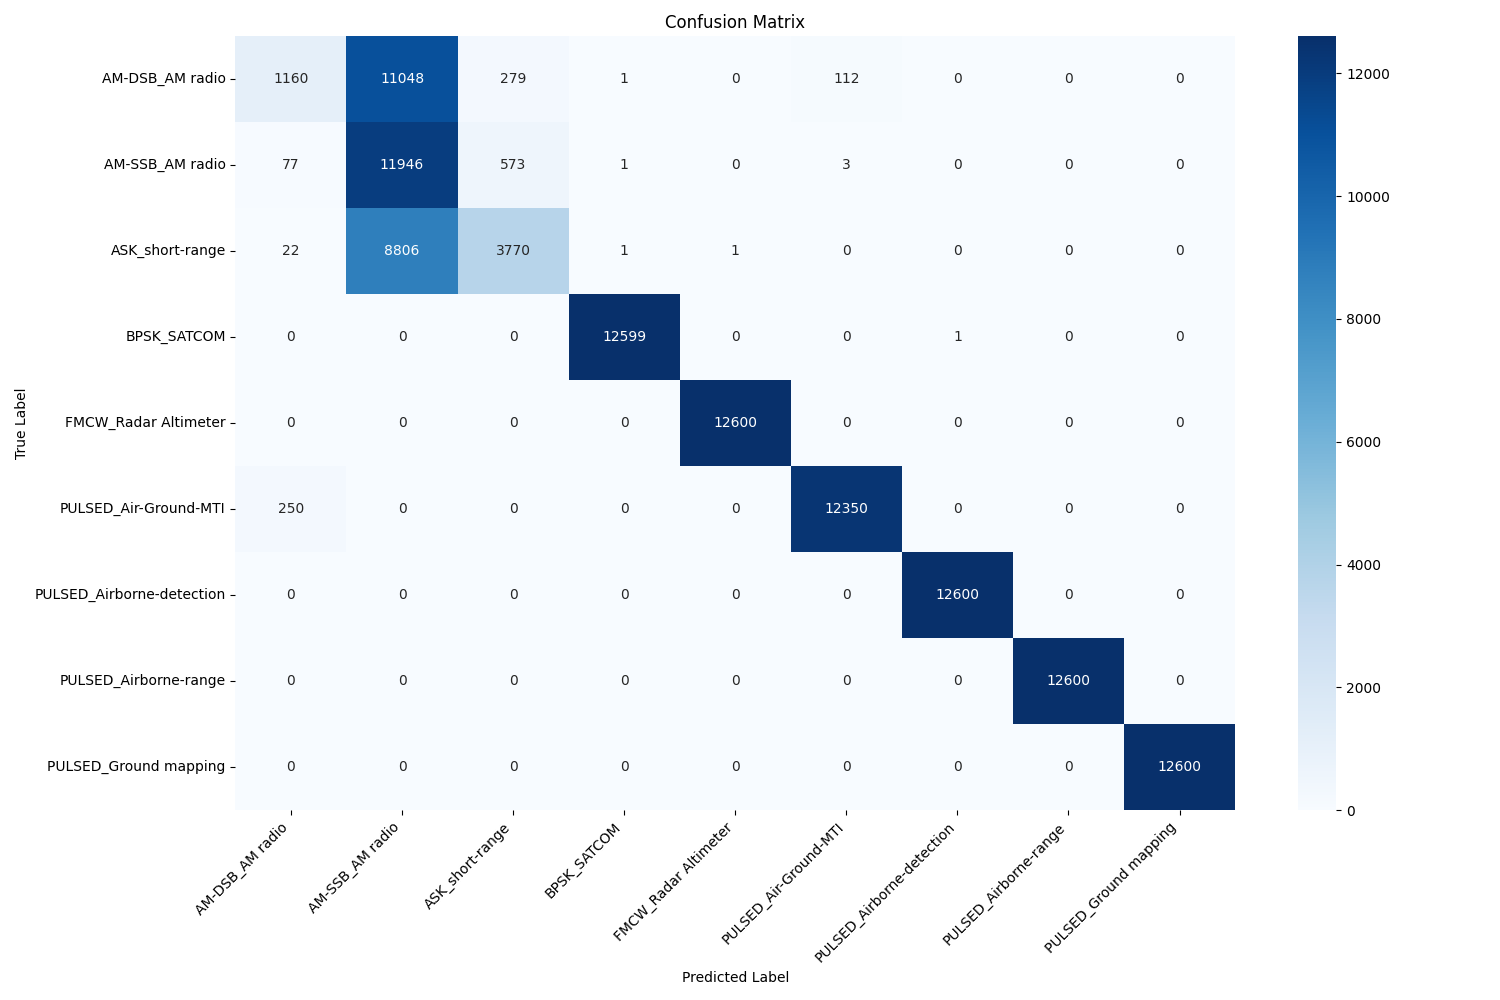 Confusion Matrix
True Label
AM-DSB_AM radio 1160 11048 279 1 0 112 0 0 0
AM-SSB_AM radio 77 11946 573 1 0 3 0 0 0
ASK_short-range 22 8806 3770 1 1 0 0 0 0
BPSK_SATCOM 0 0 0 12599 0 0 1 0 0
FMCW_Radar Altimeter 0 0 0 0 12600 0 0 0 0
PULSED_Air-Ground-MTI 250 0 0 0 0 12350 0 0 0
PULSED_Airborne-detection 0 0 0 0 0 0 12600 0 0
PULSED_Airborne-range 0 0 0 0 0 0 0 12600 0
PULSED_Ground mapping 0 0 0 0 0 0 0 0 12600
AM-DSB_AM radio
AM-SSB_AM radio
ASK_short-range
BPSK_SATCOM
FMCW_Radar Altimeter
PULSED_Air-Ground-MTI
PULSED_Airborne-detection
PULSED_Airborne-range
PULSED_Ground mapping
Predicted Label
12000
10000
8000
6000
4000
2000
0